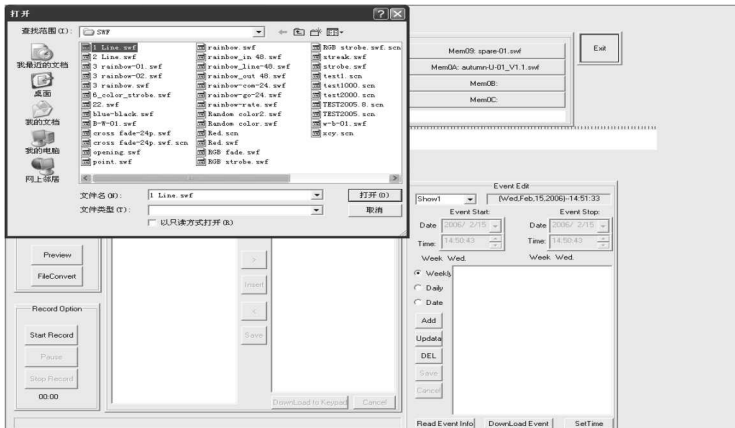 打开
查找范围(I):
SWF
我最近的文档
桌面
我的文档
我的电脑
网上邻居
1 Line.swf
2 Line.swf
3 rainbow-01.swf
3 rainbow-02.swf
3 rainbow.swf
6_color_strobe.swf
22.swf
blue-black.swf
B-W-01.swf
cross fade-24p.swf
cross fade-24p.swf.scn
opening.swf
point.swf
rainbow.swf
rainbow_in 48.swf
rainbow_line-48.swf
rainbow_out 48.swf
rainbow-com-24.swf
rainbow-go-24.swf
rainbow-rate.swf
Random color2.swf
Random color.swf
Red.scn
Red.swf
RGB fade.swf
RGB strobe.swf
RGB strobe.swf.scn
streak.swf
strobe.swf
test1.scn
test1000.scn
test2000.scn
TEST2005.8.scn
TEST2005.scn
w-b-01.swf
xcy.scn
文件名(N):
1 Line.swf
打开(O)
文件类型(T):
取消
以只读方式打开(R)
Mem09: spare-01.swf
Mem0A: autumn-U-01_V1.1.swf
Mem0B:
Mem0C:
Exit
Preview
FileConvert
Record Option
Start Record
Pause
Stop Record
00:00
>
Insert
<
Save
DownLoad to Keypad
Cancel
Event Edit
Show1
(Wed,Feb,15,2006)--14:51:33
Event Start:
Event Stop:
Date
2006/ 2/15
Date
2006/ 2/15
Time:
14:50:43
Time:
14:50:43
Week Wed.
Week Wed.
Weekly
Daily
Date
Add
Updata
DEL
Save
Cancel
Read Event Info
DownLoad Event
SetTime